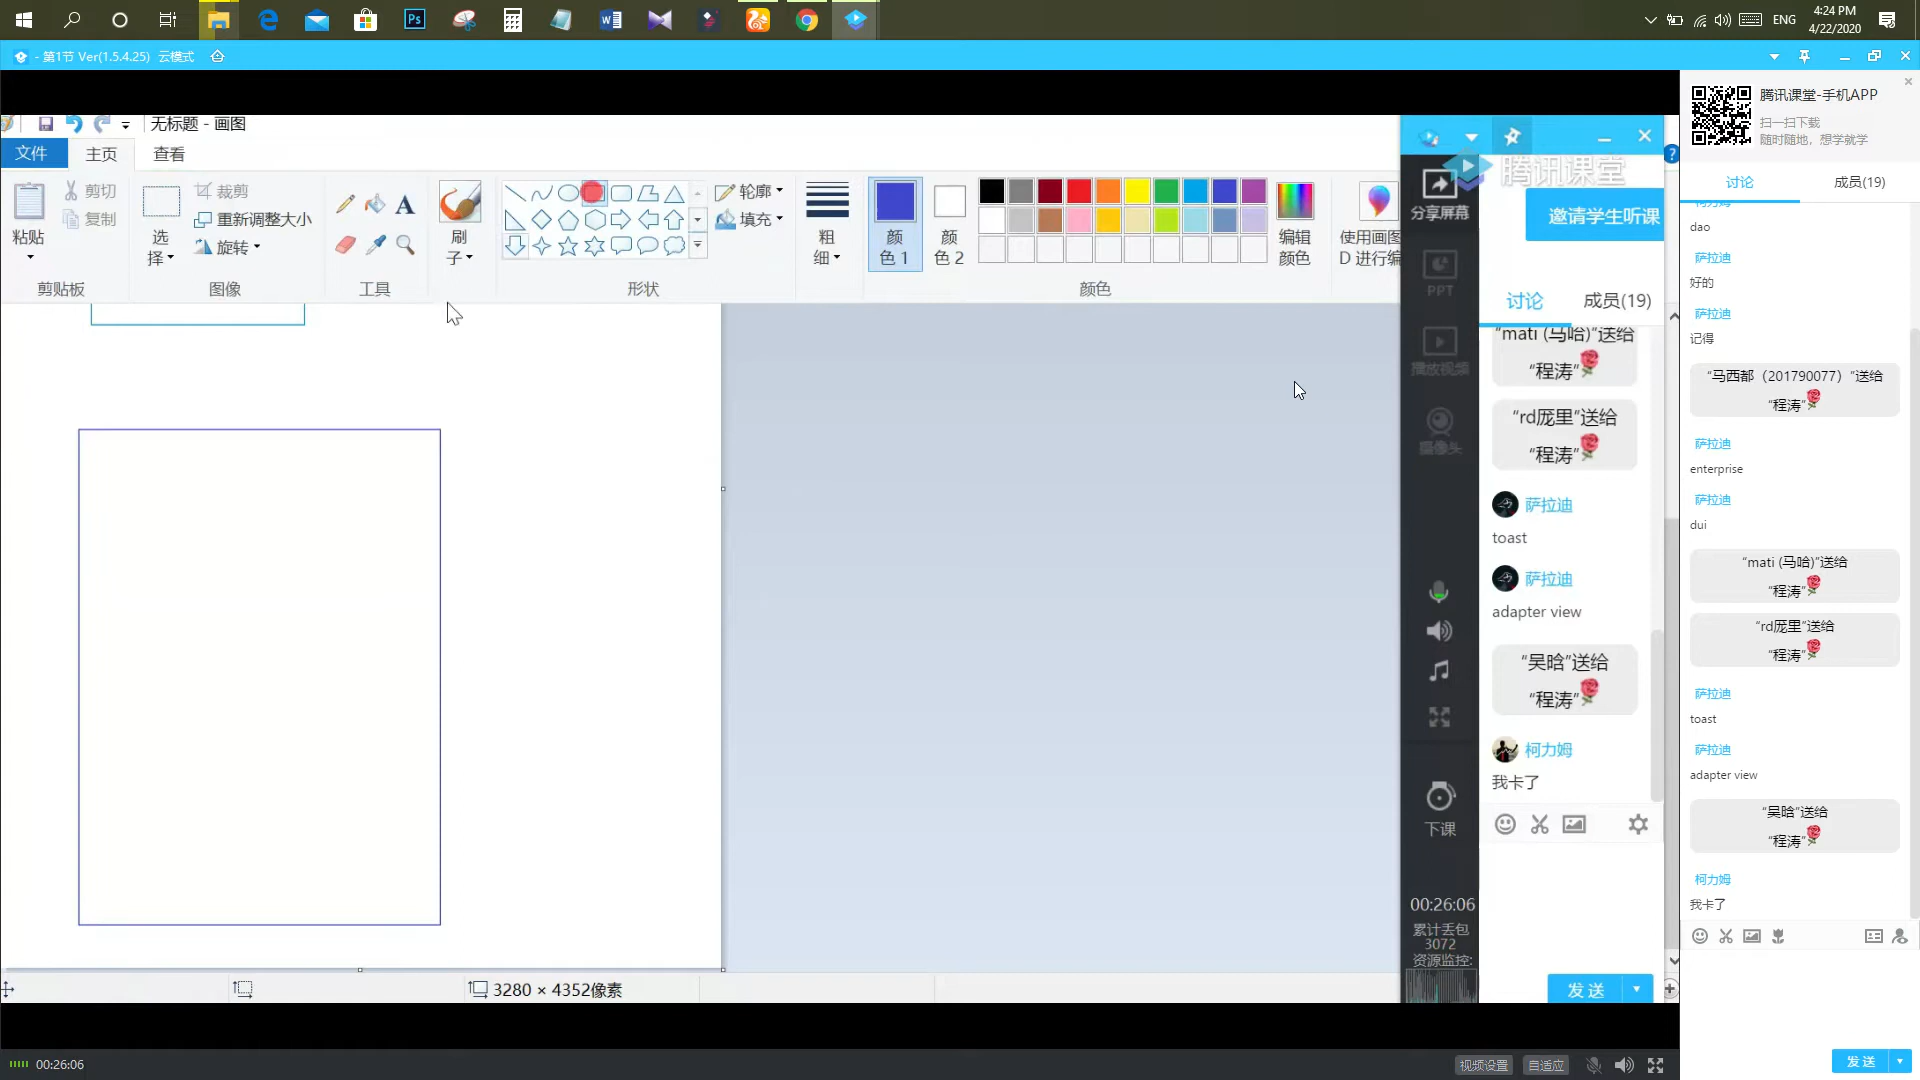 ENG
4:24 PM
4/22/2020
- 第1节 Ver(1.5.4.25) 云模式
无标题 - 画图
文件 主页 查看
粘贴
剪切
复制
剪贴板
选
择
裁剪
重新调整大小
旋转
图像
A
工具
刷
子
形状
轮廓
填充
粗
细
颜
色 1
颜
色 2
编辑
颜色
颜色
使用画图
D 进行编
3280 × 4352像素
腾讯课堂
分享屏幕
PPT
播放视频
摄像头
下课
00:26:06
累计丢包
3072
资源监控:
邀请学生听课
讨论 成员(19)
“mati (马哈)”送给
“程涛”
“rd厐里”送给
“程涛”
萨拉迪
toast
萨拉迪
adapter view
“吴晗”送给
“程涛”
柯力姆
我卡了
发送
腾讯课堂-手机APP
扫一扫下载
随时随地，想学就学
讨论 成员(19)
柯力姆
dao
萨拉迪
好的
萨拉迪
记得
“马西都（201790077）”送给
“程涛”
萨拉迪
enterprise
萨拉迪
dui
“mati (马哈)”送给
“程涛”
“rd厐里”送给
“程涛”
萨拉迪
toast
萨拉迪
adapter view
“吴晗”送给
“程涛”
柯力姆
我卡了
发送
00:26:06
视频设置 自适应